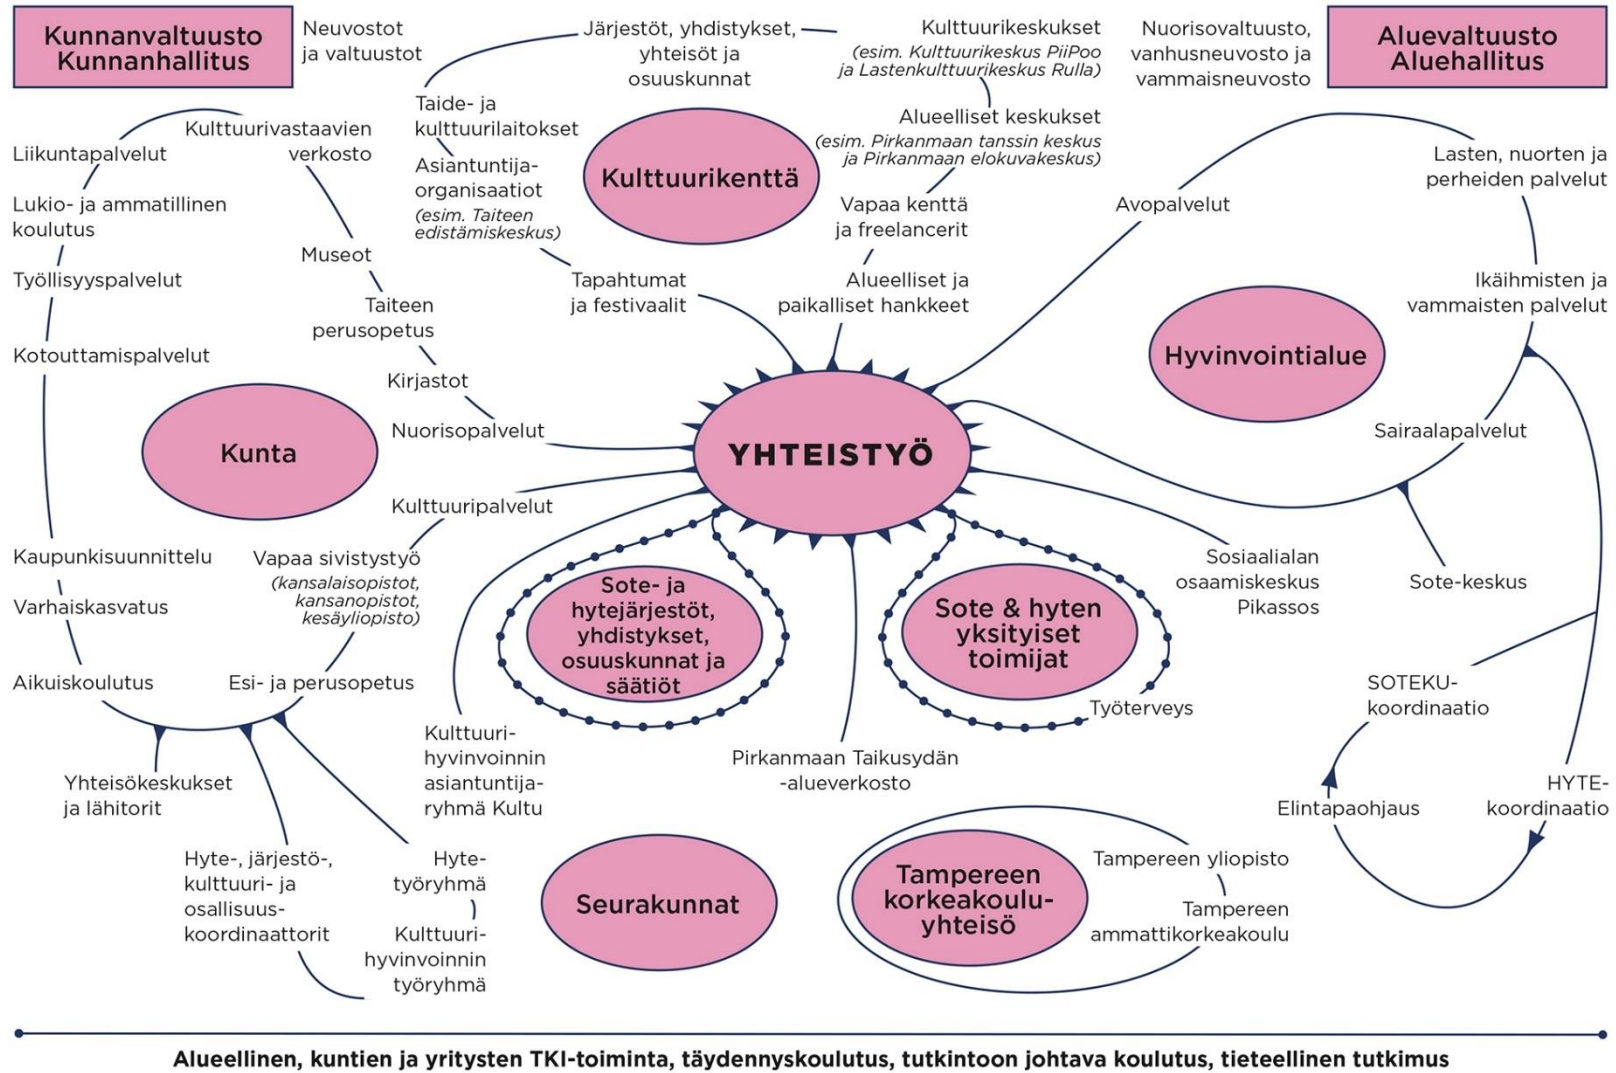 Kunnanvaltuusto
Kunnanhallitus
Neuvostot
ja valtuustot
Järjestöt, yhdistykset,
yhteisöt ja
osuuskunnat
Kulttuurikeskukset
(esim. Kulttuurikeskus PiiPoo
ja Lastenkulttuurikeskus Rulla)
Nuorisovaltuusto,
vanhusneuvosto ja
vammaisneuvosto
Aluevaltuusto
Aluehallitus
Kulttuurivastaavien
verkosto
Liikuntapalvelut
Lukio- ja ammatillinen
koulutus
Työllisyyspalvelut
Kotouttamispalvelut
Museot
Taiteen
perusopetus
Kirjastot
Nuorisopalvelut
Kunta
Kulttuuripalvelut
Kaupunkisuunnittelu
Varhaiskasvatus
Aikuiskoulutus
Vapaa sivistystyö
(kansalaisopistot,
kansanopistot,
kesäyliopisto)
Esi- ja perusopetus
Yhteisökeskukset
ja lähitorit
Hyte-, järjestö-,
kulttuuri- ja
osallisuus-
koordinaattorit
Hyte-
työryhmä
Kulttuuri-
hyvinvoinnin
työryhmä
Taide- ja
kulttuurilaitokset
Asiantuntija-
organisaatiot
(esim. Taiteen
edistämiskeskus)
Tapahtumat
ja festivaalit
Kulttuurikenttä
Alueelliset keskukset
(esim. Pirkanmaan tanssin keskus
ja Pirkanmaan elokuvakeskus)
Vapaa kenttä
ja freelancerit
Alueelliset ja
paikalliset hankkeet
YHTEISTYÖ
Avopalvelut
Lasten, nuorten ja
perheiden palvelut
Ikäihmisten ja
vammaisten palvelut
Hyvinvointialue
Sairaalapalvelut
Sote-keskus
Sosiaalialan
osaamiskeskus
Pikassos
SOTEKU-
koordinaatio
Elintapaohjaus
HYTE-
koordinaatio
Sote- ja
hytejärjestöt,
yhdistykset,
osuuskunnat ja
säätiöt
Sote & hyten
yksityiset
toimijat
Työterveys
Kulttuuri-
hyvinvoinnin
asiantuntija-
ryhmä Kultu
Pirkanmaan Taikusydän
-alueverkosto
Seurakunnat
Tampereen
korkeakoulu-
yhteisö
Tampereen yliopisto
Tampereen
ammattikorkeakoulu
Alueellinen, kuntien ja yritysten TKI-toiminta, täydennyskoulutus, tutkintoon johtava koulutus, tieteellinen tutkimus